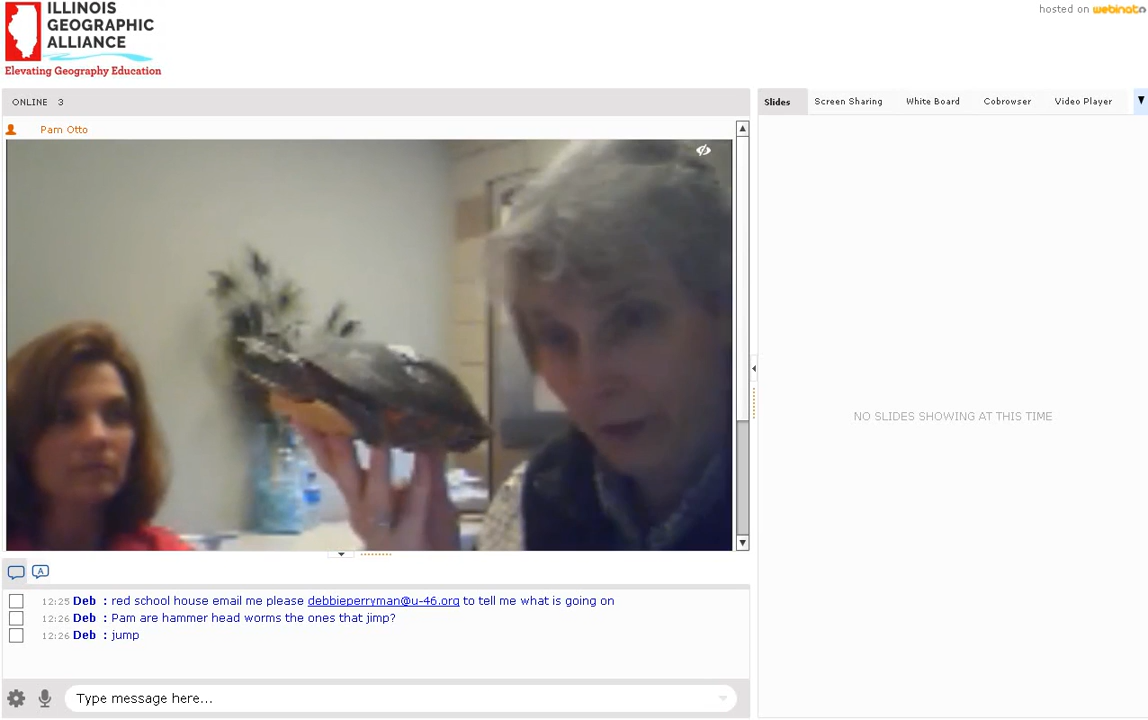 ILLINOIS
GEOGRAPHIC
ALLIANCE
Elevating Geography Education
hosted on webinato
ONLINE 3
Pam Otto
Slides Screen Sharing White Board Cobrowser Video Player
NO SLIDES SHOWING AT THIS TIME
12:25 Deb : red school house email me please debbieperryman@u-46.org to tell me what is going on
12:26 Deb : Pam are hammer head worms the ones that jimp?
12:26 Deb : jump
Type message here...